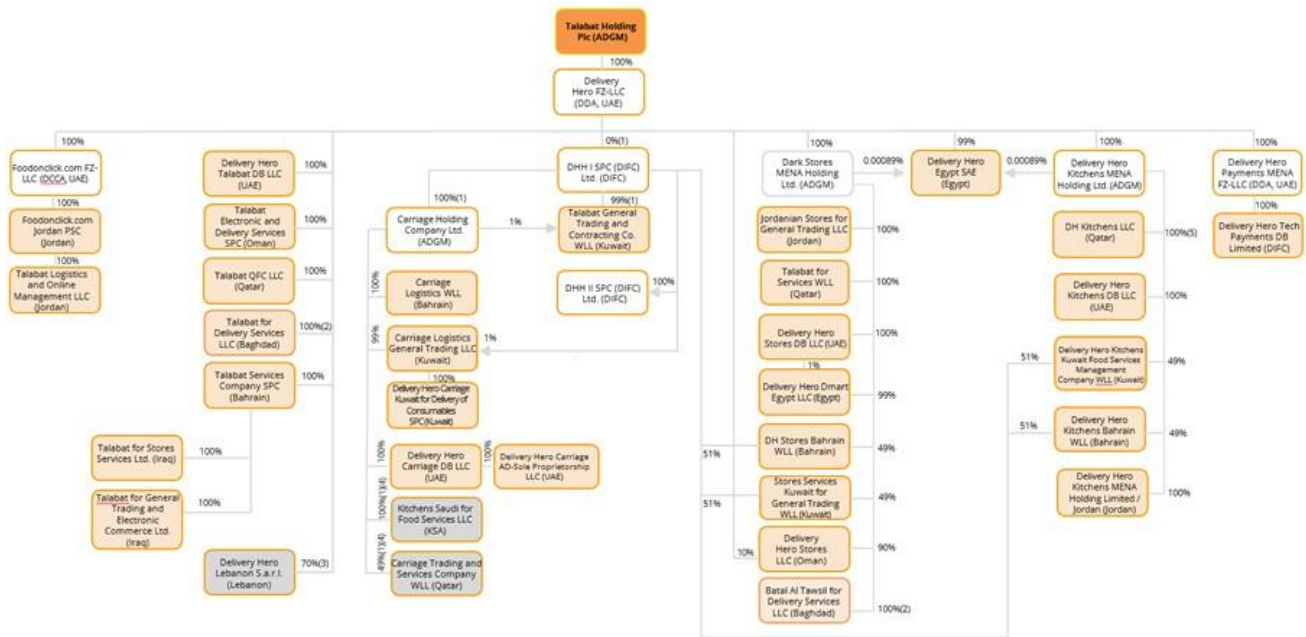 Talabat Holding
Plc (ADGM)
100%
Delivery
Hero FZ-LLC
(DDA, UAE)
100%
Foodonclick.com FZ-
LLC (DCCA, UAE)
100%
Foodonclick.com
Jordan PSC
(Jordan)
100%
Talabat Logistics
and Online
Management LLC
(Jordan)
Delivery Hero
Talabat DB LLC
(UAE)
100%
Talabat
Electronic and
Delivery Services
SPC (Oman)
100%
Talabat QFC LLC
(Qatar)
100%
Talabat for
Delivery Services
LLC (Baghdad)
100%(2)
Talabat Services
Company SPC
(Bahrain)
100%
Talabat for Stores
Services Ltd. (Iraq)
100%
Talabat for General
Trading and
Electronic
Commerce Ltd.
(Iraq)
100%
Delivery Hero
Lebanon S.a.r.l.
(Lebanon)
70%(3)
0%(1)
DHH I SPC (DIFC)
Ltd. (DIFC)
100%(1)
99%(1)
Carriage Holding
Company Ltd.
(ADGM)
1%
Talabat General
Trading and
Contracting Co.
WLL (Kuwait)
DHH II SPC (DIFC)
Ltd. (DIFC)
100%
100%
Carriage
Logistics WLL
(Bahrain)
99%
Carriage Logistics
General Trading LLC
(Kuwait)
1%
100%
Delivery Hero Carriage
Kuwait for Delivery of
Consumables
SPC(Kuwait)
100%
Delivery Hero
Carriage DB LLC
(UAE)
100%
Delivery Hero Carriage
AD-Sole Proprietorship
LLC (UAE)
100%(1)(4)
Kitchens Saudi for
Food Services LLC
(KSA)
49%(1)(4)
Carriage Trading and
Services Company
WLL (Qatar)
100%
Dark Stores
MENA Holding
Ltd. (ADGM)
0.00089%
Jordanian Stores for
General Trading LLC
(Jordan)
100%
Talabat for
Services WLL
(Qatar)
100%
Delivery Hero
Stores DB LLC (UAE)
100%
1%
Delivery Hero Dmart
Egypt LLC (Egypt)
99%
DH Stores Bahrain
WLL (Bahrain)
51%
49%
Stores Services
Kuwait for
General Trading
WLL (Kuwait)
51%
49%
Delivery
Hero Stores
LLC (Oman)
10%
90%
Batal Al Tawsil for
Delivery Services
LLC (Baghdad)
100%(2)
99%
Delivery Hero
Egypt SAE
(Egypt)
0.00089%
100%
Delivery Hero
Kitchens MENA
Holding Ltd. (ADGM)
DH Kitchens LLC
(Qatar)
100%(5)
Delivery Hero
Kitchens DB LLC
(UAE)
100%
51%
Delivery Hero Kitchens
Kuwait Food Services
Management
Company WLL (Kuwait)
49%
51%
Delivery Hero
Kitchens Bahrain
WLL (Bahrain)
49%
Delivery Hero
Kitchens MENA
Holding Limited /
Jordan (Jordan)
100%
100%
Delivery Hero
Payments MENA
FZ-LLC (DDA, UAE)
100%
Delivery Hero Tech
Payments DB
Limited (DIFC)